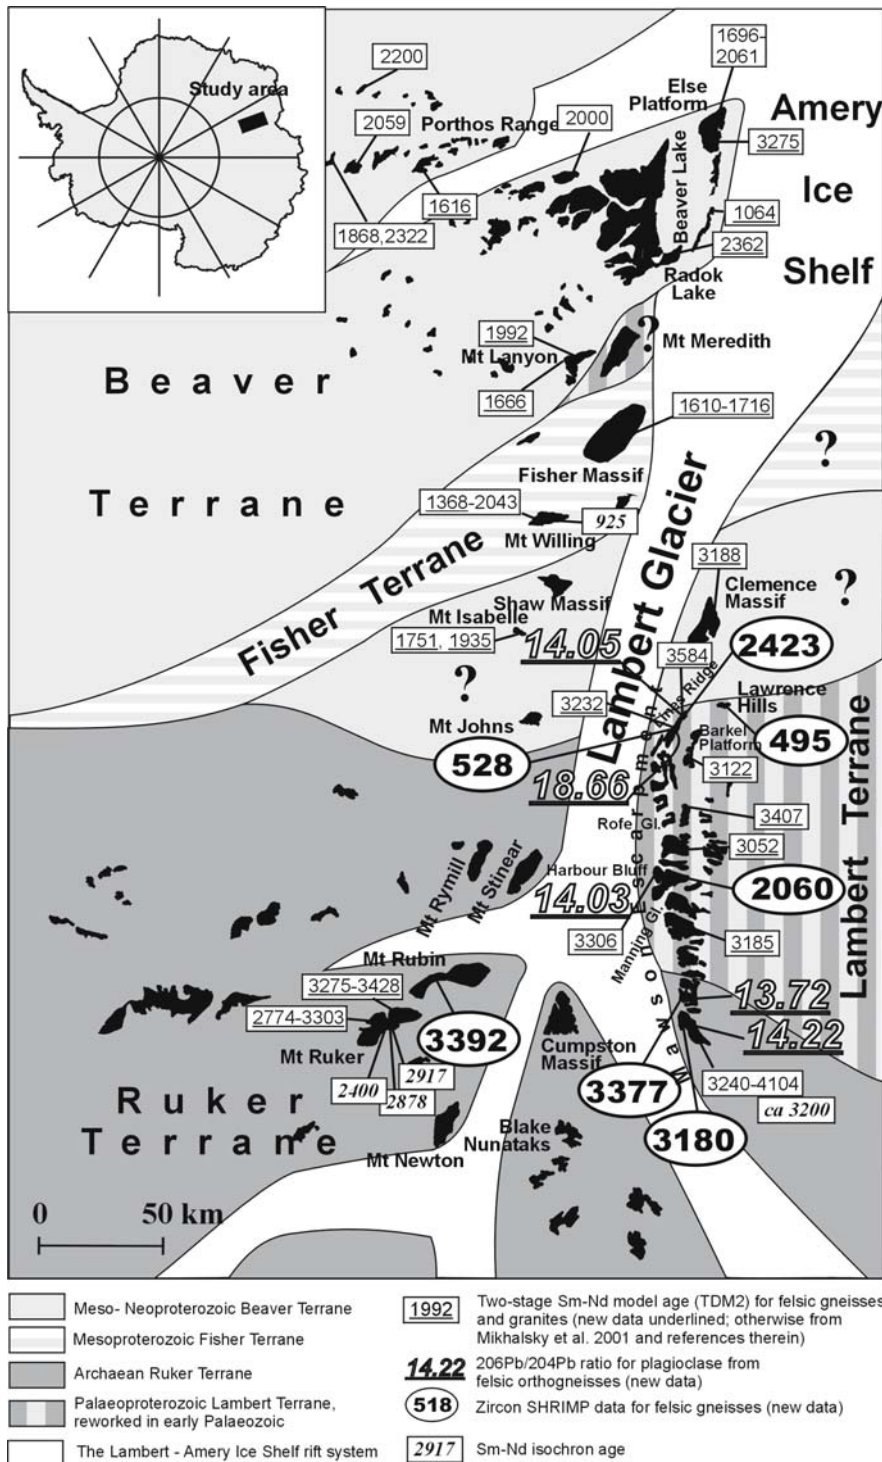 Study area
2200
2059
Porthos Range
2000
1616
1868,2322
1696-
2061
Else
Platform
Amery
Ice
Shelf
3275
Beaver Lake
1064
2362
Radok
Lake
1992
Mt Lanyon
1666
?
Mt Meredith
Beaver
Terrane
1610-1716
Fisher Massif
?
1368-2043
925
Mt Willing
Fisher Terrane
Lambert Glacier
3188
Clemence
Massif
?
Shaw Massif
Mt Isabelle
1751, 1935
14.05
3584
2423
?
3232
Mt Johns
Lawrence
Hills
528
Barkel
Platform
495
18.66
3122
Lambert Terrane
Rofe Gl.
3407
3052
Harbour Bluff
Mt Rymill
Mt Stinear
14.03
2060
3306
Manning Gl.
Mawson Escarpment
3185
Mt Rubin
3275-3428
2774-3303
3392
Mt Ruker
13.72
14.22
Cumpston
Massif
3377
2917
2400
2878
3240-4104
ca 3200
3180
Ruker
Terrane
Blake
Nunataks
Mt Newton
0 50 km
Meso- Neoproterozoic Beaver Terrane
Mesoproterozoic Fisher Terrane
Archaean Ruker Terrane
Palaeoproterozoic Lambert Terrane,
reworked in early Palaeozoic
The Lambert - Amery Ice Shelf rift system
1992 Two-stage Sm-Nd model age (TDM2) for felsic gneisses
and granites (new data underlined; otherwise from
Mikhalsky et al. 2001 and references therein)
14.22 206Pb/204Pb ratio for plagioclase from
felsic orthogneisses (new data)
518 Zircon SHRIMP data for felsic gneisses (new data)
2917 Sm-Nd isochron age